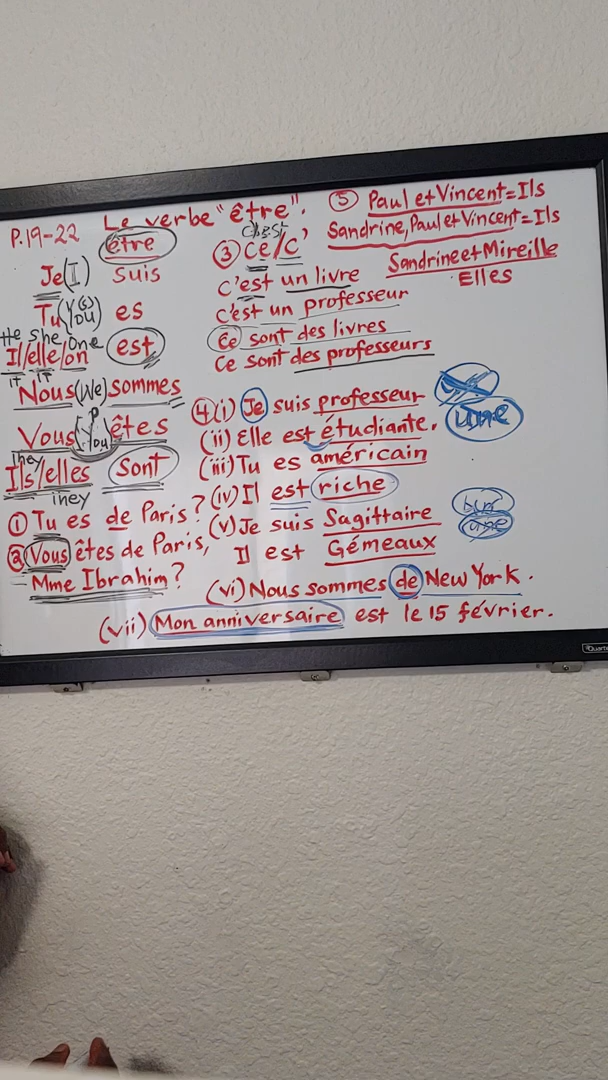 P.19-22 Le verbe "être".
être
Je (I) suis
Tu (You (s)) es
He She One
Il/elle/on est
it it
Nous (We) sommes
Vous (You P) êtes
They
Ils/elles sont
They
① Tu es de Paris?
② Vous êtes de Paris,
Mme Ibrahim?
C'est
③ Ce/C'
c'est un livre
c'est un professeur
Ce sont des livres
Ce sont des professeurs
④ (i) Je suis professeur
(ii) Elle est étudiante. une
(iii) Tu es américain
(iv) Il est riche
(v) Je suis Sagittaire
une
Il est Gémeaux
(vi) Nous sommes de New York.
(vii) Mon anniversaire est le 15 février.
⑤ Paul et Vincent = Ils
Sandrine, Paul et Vincent = Ils
Sandrine et Mireille
Elles